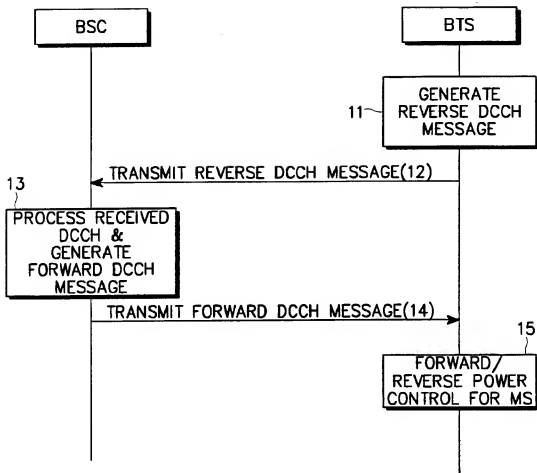 BSC
BTS
GENERATE
REVERSE DCCH
MESSAGE
11
TRANSMIT REVERSE DCCH MESSAGE(12)
13
PROCESS RECEIVED
DCCH &
GENERATE
FORWARD DCCH
MESSAGE
TRANSMIT FORWARD DCCH MESSAGE(14)
15
FORWARD/
REVERSE POWER
CONTROL FOR MS